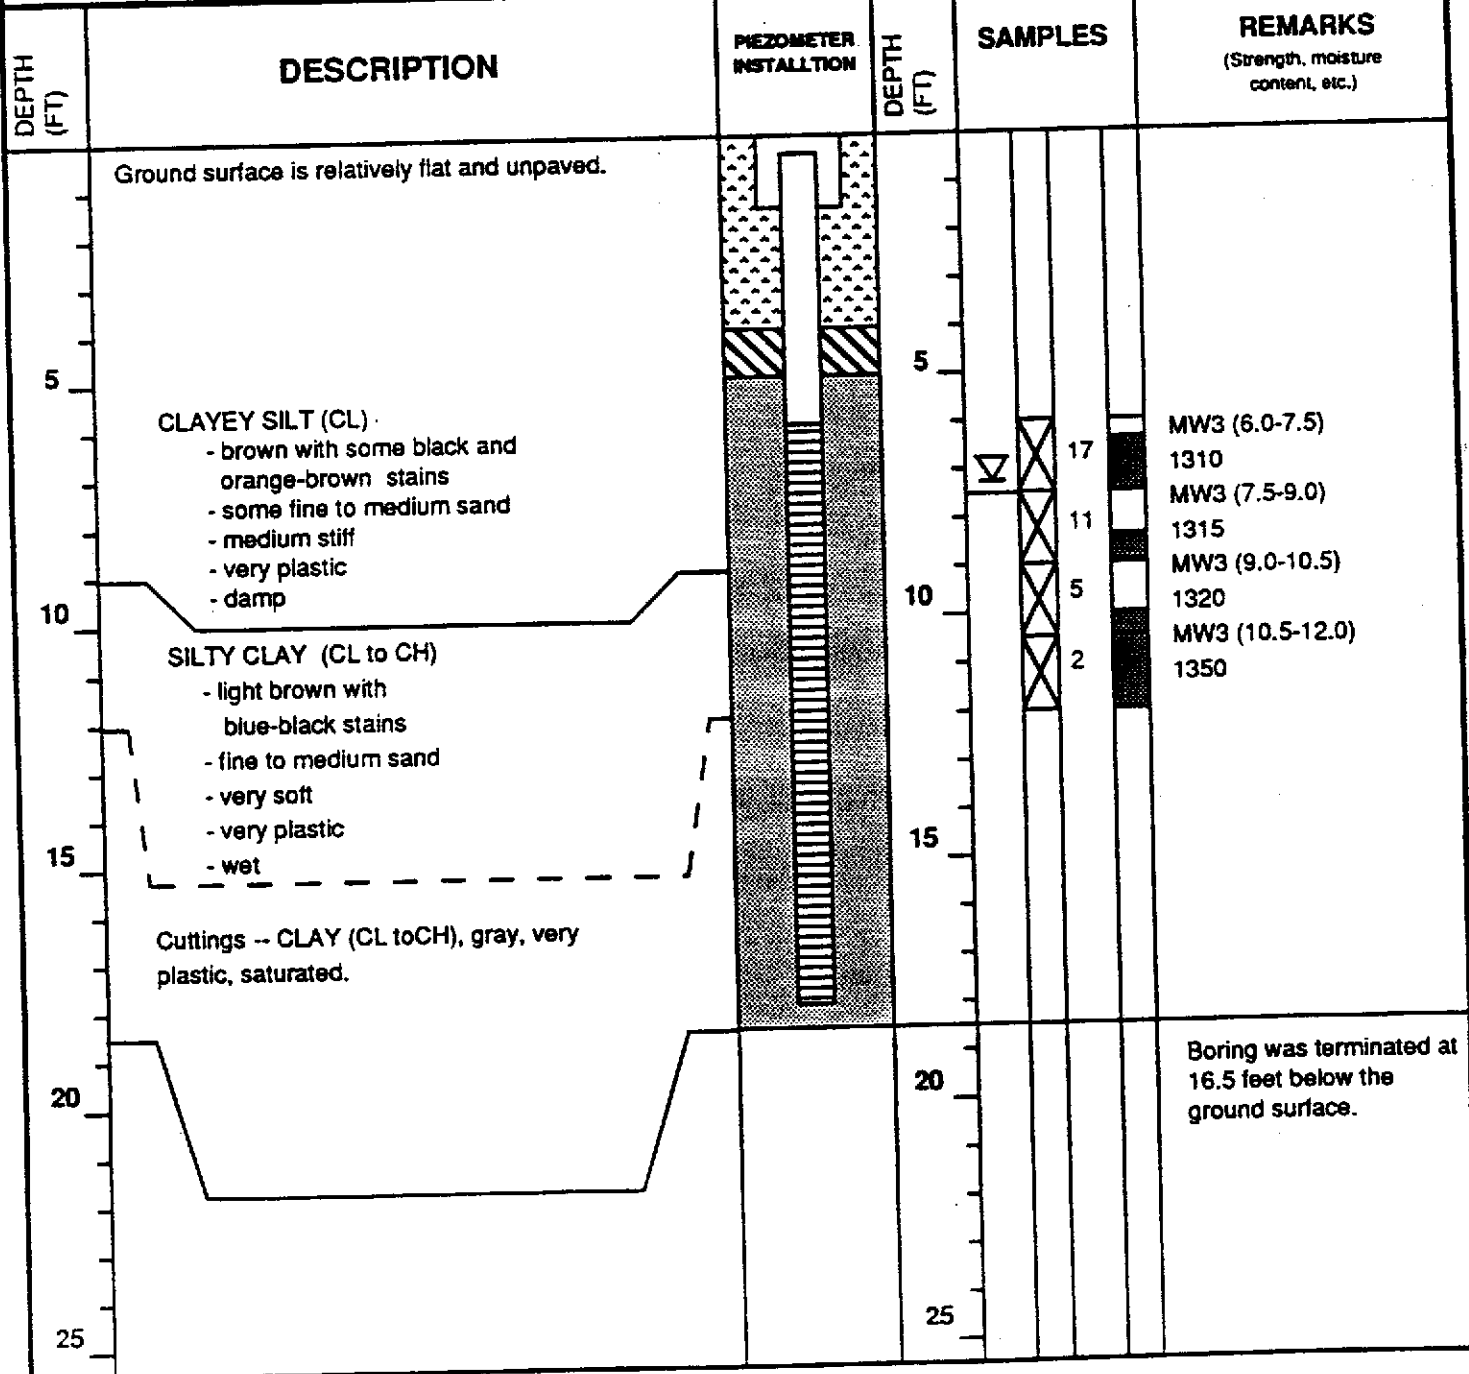 DEPTH
(FT)
DESCRIPTION
PIEZOMETER
INSTALLTION
DEPTH
(FT)
SAMPLES
REMARKS
(Strength, moisture
content, etc.)
Ground surface is relatively flat and unpaved.
5
5
CLAYEY SILT (CL)
- brown with some black and
orange-brown stains
- some fine to medium sand
- medium stiff
- very plastic
- damp
17
11
5
2
MW3 (6.0-7.5)
1310
MW3 (7.5-9.0)
1315
MW3 (9.0-10.5)
1320
MW3 (10.5-12.0)
1350
10
10
SILTY CLAY (CL to CH)
- light brown with
blue-black stains
- fine to medium sand
- very soft
- very plastic
- wet
15
15
Cuttings -- CLAY (CL toCH), gray, very
plastic, saturated.
Boring was terminated at
16.5 feet below the
ground surface.
20
20
25
25